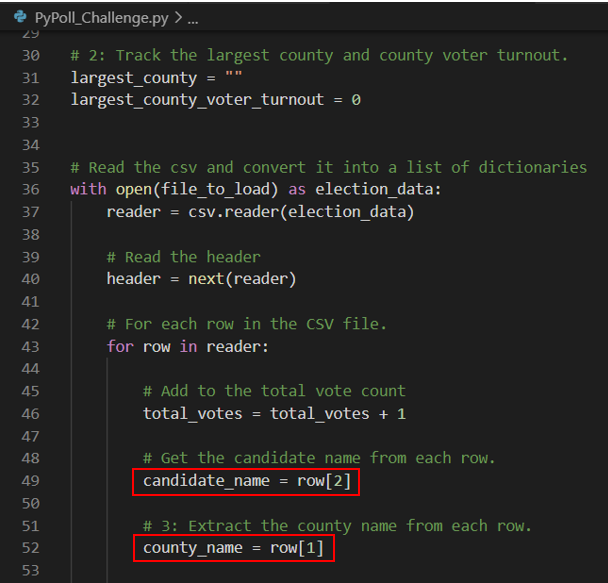 PyPoll_Challenge.py > ...
29
30 # 2: Track the largest county and county voter turnout.
31 largest_county = ""
32 largest_county_voter_turnout = 0
33
34
35 # Read the csv and convert it into a list of dictionaries
36 with open(file_to_load) as election_data:
37 reader = csv.reader(election_data)
38
39 # Read the header
40 header = next(reader)
41
42 # For each row in the CSV file.
43 for row in reader:
44
45 # Add to the total vote count
46 total_votes = total_votes + 1
47
48 # Get the candidate name from each row.
49 candidate_name = row[2]
50
51 # 3: Extract the county name from each row.
52 county_name = row[1]
53